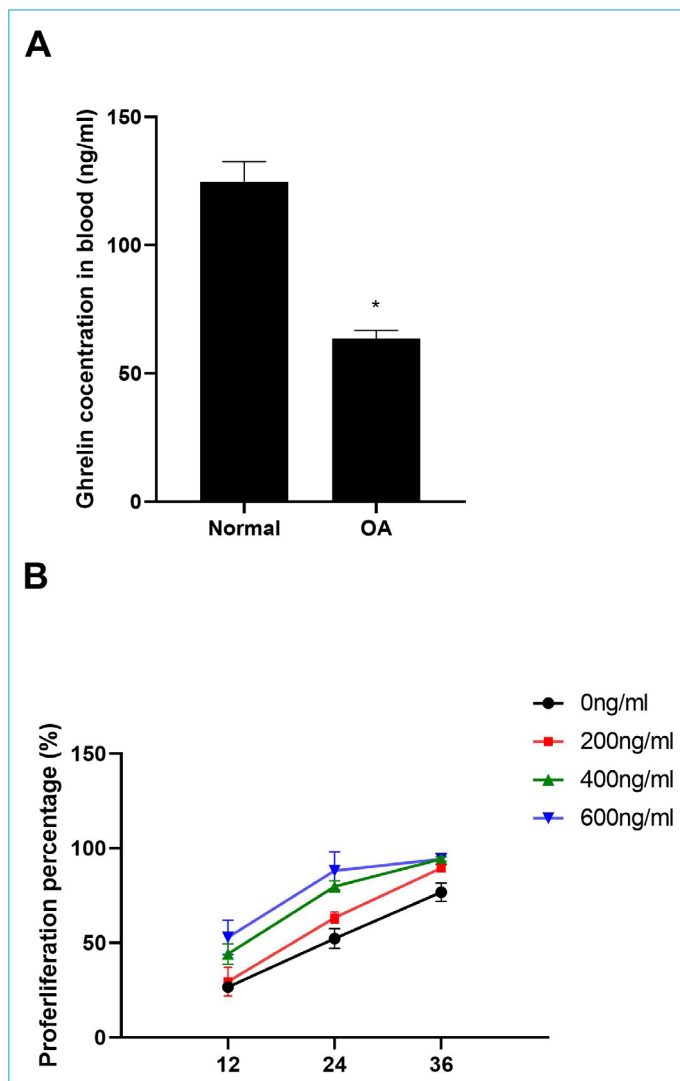 A
Ghrelin cocentration in blood (ng/ml)
150
100
50
0
*
Normal OA
B
Proferliferation percentage (%)
150
100
50
0
12 24 36
0ng/ml
200ng/ml
400ng/ml
600ng/ml